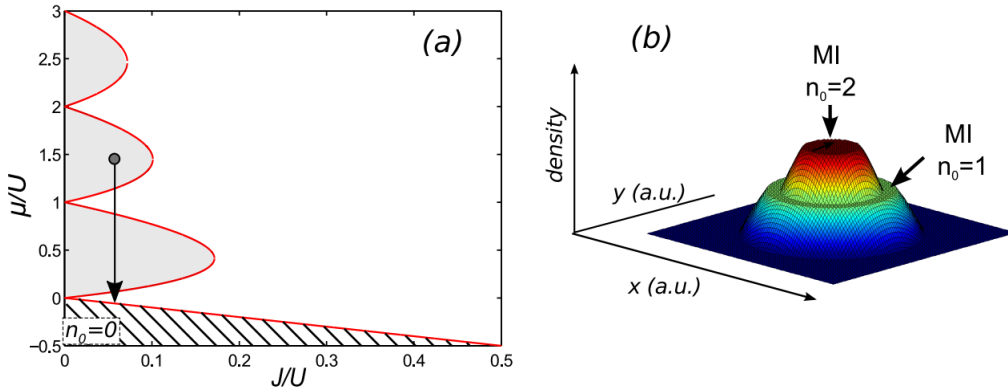 (a)
3
2.5
2
1.5
1
0.5
0
−0.5
μ/U
n₀=0
0
0.1
0.2
0.3
0.4
0.5
J/U
(b)
MI
n₀=2
MI
n₀=1
density
y (a.u.)
x (a.u.)